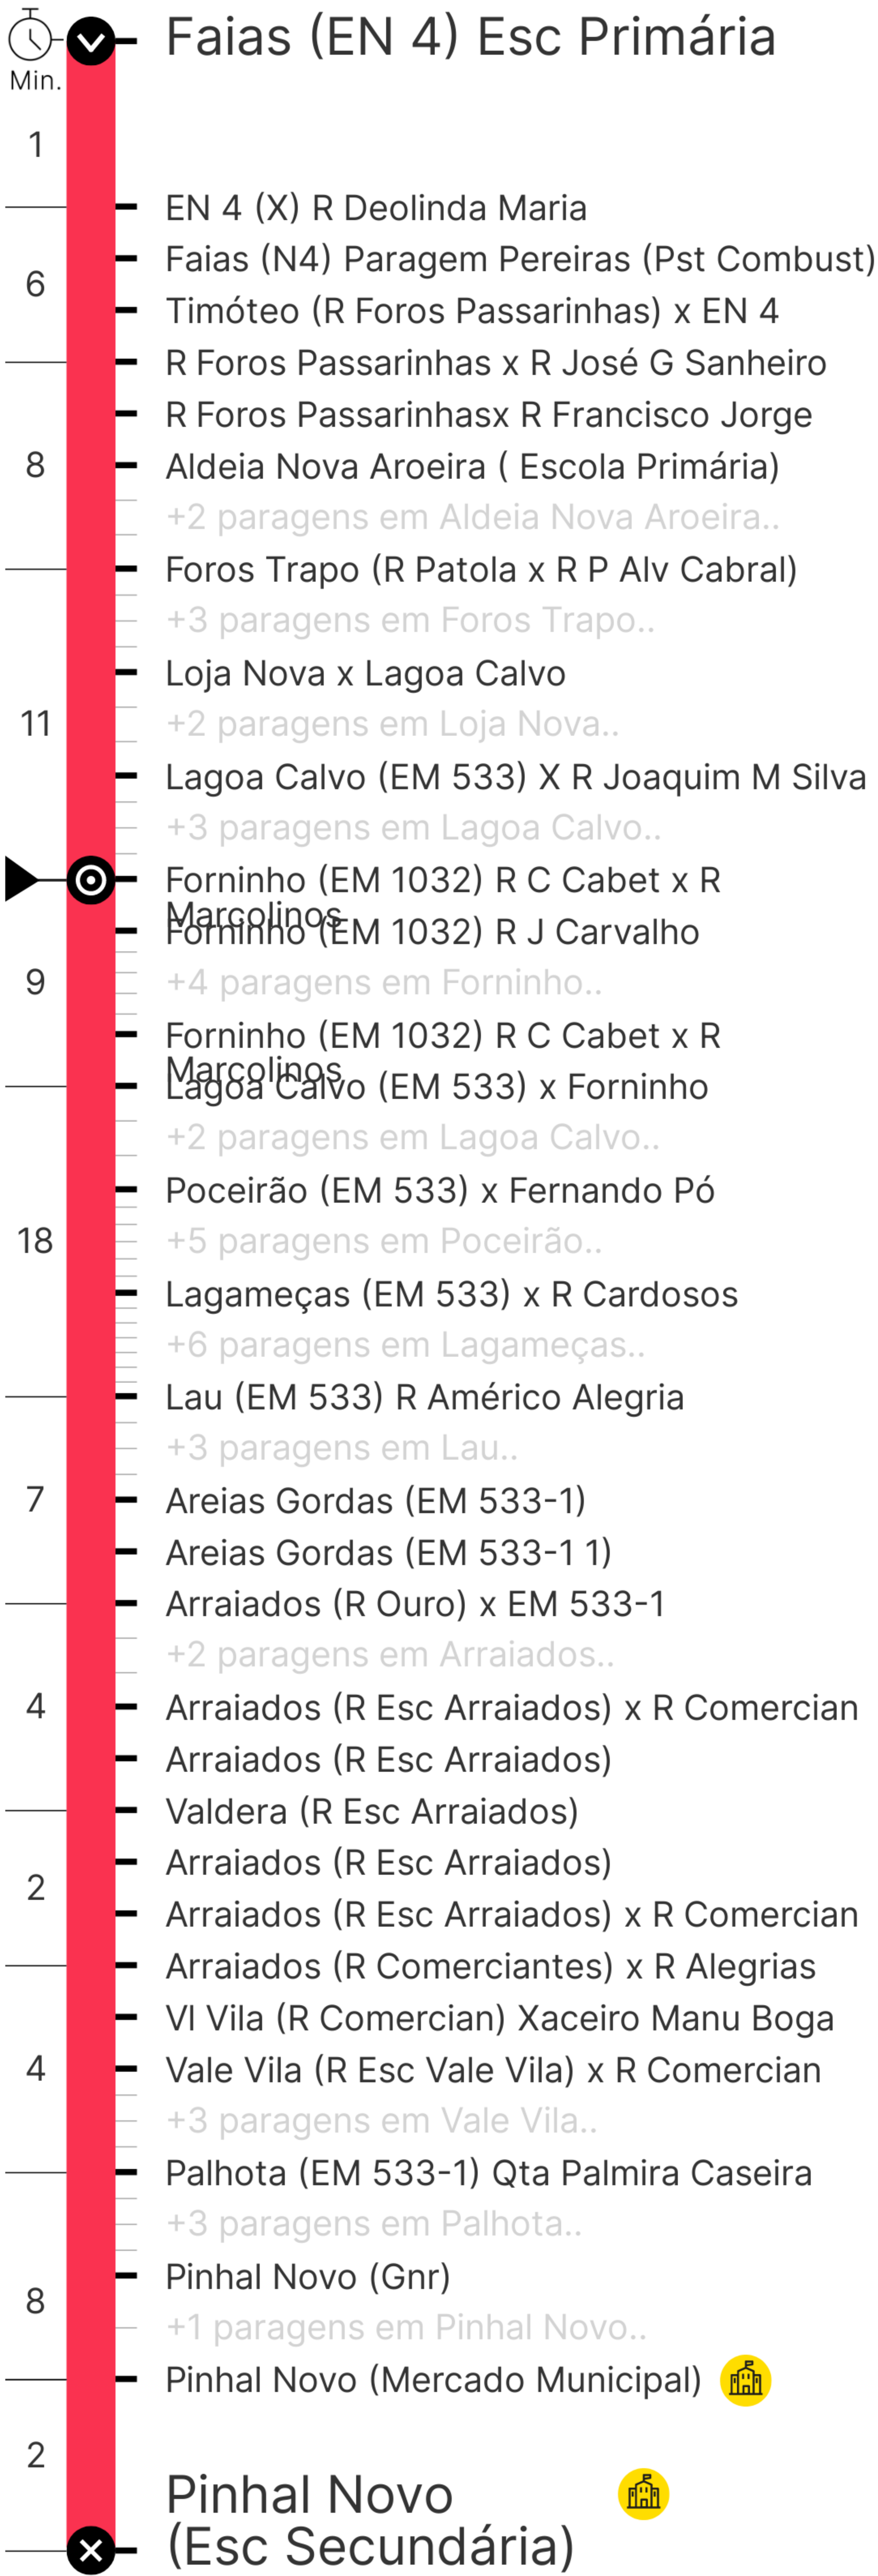 Faias (EN 4) Esc Primária
Min.
1
EN 4 (X) R Deolinda Maria
Faias (N4) Paragem Pereiras (Pst Combust)
6
Timóteo (R Foros Passarinhas) x EN 4
R Foros Passarinhas x R José G Sanheiro
R Foros Passarinhasx R Francisco Jorge
8
Aldeia Nova Aroeira ( Escola Primária)
+2 paragens em Aldeia Nova Aroeira..
Foros Trapo (R Patola x R P Alv Cabral)
+3 paragens em Foros Trapo..
Loja Nova x Lagoa Calvo
11
+2 paragens em Loja Nova..
Lagoa Calvo (EM 533) X R Joaquim M Silva
+3 paragens em Lagoa Calvo..
Forninho (EM 1032) R C Cabet x R
Marcolinos
Forninho (EM 1032) R J Carvalho
9
+4 paragens em Forninho..
Forninho (EM 1032) R C Cabet x R
Marcolinos
Lagoa Calvo (EM 533) x Forninho
+2 paragens em Lagoa Calvo..
Poceirão (EM 533) x Fernando Pó
18
+5 paragens em Poceirão..
Lagameças (EM 533) x R Cardosos
+6 paragens em Lagameças..
Lau (EM 533) R Américo Alegria
+3 paragens em Lau..
7
Areias Gordas (EM 533-1)
Areias Gordas (EM 533-1 1)
Arraiados (R Ouro) x EM 533-1
+2 paragens em Arraiados..
4
Arraiados (R Esc Arraiados) x R Comercian
Arraiados (R Esc Arraiados)
Valdera (R Esc Arraiados)
Arraiados (R Esc Arraiados)
2
Arraiados (R Esc Arraiados) x R Comercian
Arraiados (R Comerciantes) x R Alegrias
Vl Vila (R Comercian) Xaceiro Manu Boga
4
Vale Vila (R Esc Vale Vila) x R Comercian
+3 paragens em Vale Vila..
Palhota (EM 533-1) Qta Palmira Caseira
+3 paragens em Palhota..
Pinhal Novo (Gnr)
8
+1 paragens em Pinhal Novo..
Pinhal Novo (Mercado Municipal)
2
Pinhal Novo
(Esc Secundária)